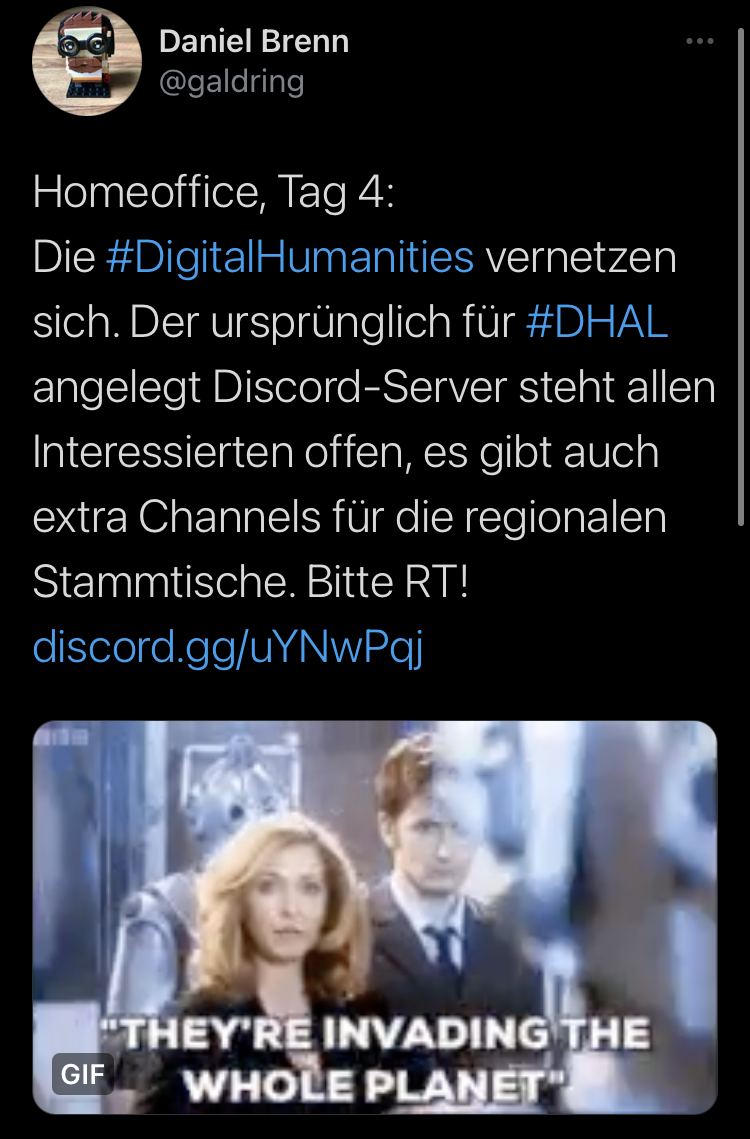 Daniel Brenn
@galdring
Homeoffice, Tag 4:
Die #DigitalHumanities vernetzen
sich. Der ursprünglich für #DHAL
angelegt Discord-Server steht allen
Interessierten offen, es gibt auch
extra Channels für die regionalen
Stammtische. Bitte RT!
discord.gg/uYNwPqj
"THEY'RE INVADING THE
WHOLE PLANET"
GIF